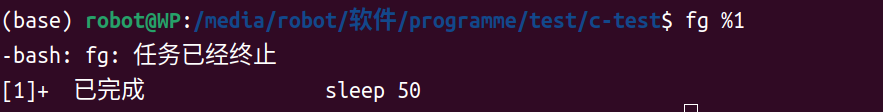 (base) robot@WP:/media/robot/软件/programme/test/c-test$ fg %1
-bash: fg: 任务已经终止
[1]+  已完成               sleep 50